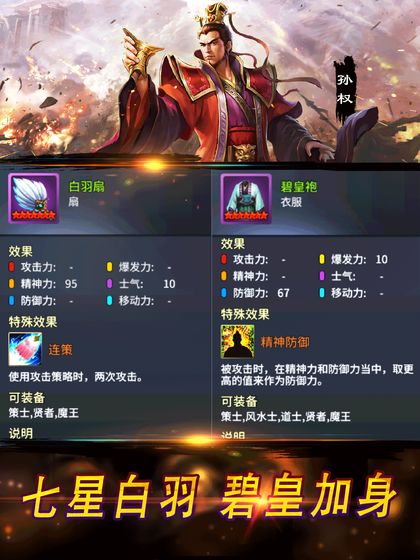 孙权
白羽扇
扇
效果
攻击力: -
爆发力: -
精神力: 95
士气: 10
防御力: -
移动力: -
特殊效果
连策
使用攻击策略时，两次攻击。
可装备
策士,贤者,魔王
说明
碧皇袍
衣服
效果
攻击力: -
爆发力: 10
精神力: -
士气: -
防御力: 67
移动力: -
特殊效果
精神防御
被攻击时，在精神力和防御力当中，取更
高的值来作为防御力。
可装备
策士,风水士,道士,贤者,魔王
说明
七星白羽 碧皇加身